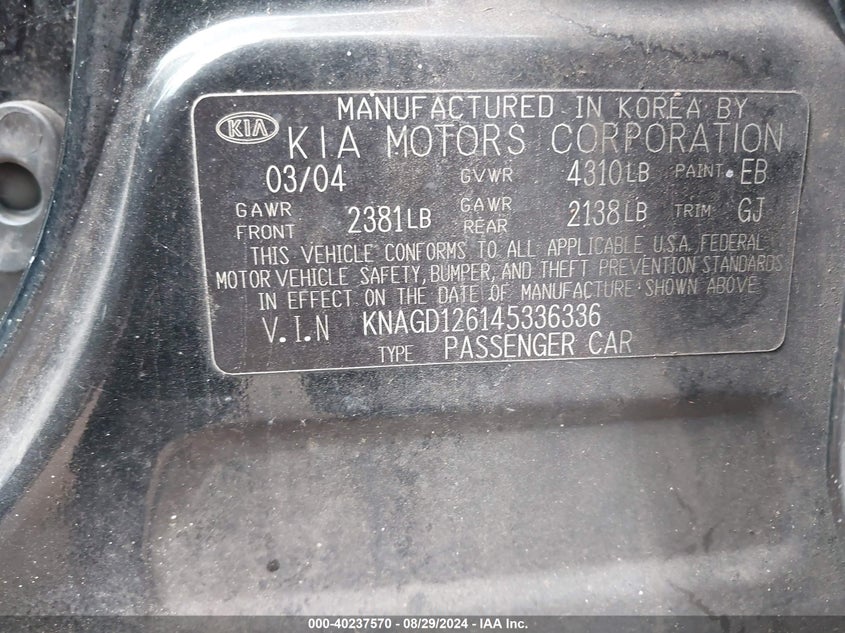 MANUFACTURED IN KOREA BY
KIA KIA MOTORS CORPORATION
03/04 GVWR 4310LB PAINT EB
GAWR FRONT 2381LB GAWR REAR 2138LB TRIM GJ
THIS VEHICLE CONFORMS TO ALL APPLICABLE U.S.A. FEDERAL
MOTOR VEHICLE SAFETY, BUMPER, AND THEFT PREVENTION STANDARDS
IN EFFECT ON THE DATE OF MANUFACTURE SHOWN ABOVE
V.I.N KNAGD126145336336
TYPE PASSENGER CAR
000-40237570 - 08/29/2024 - IAA Inc.